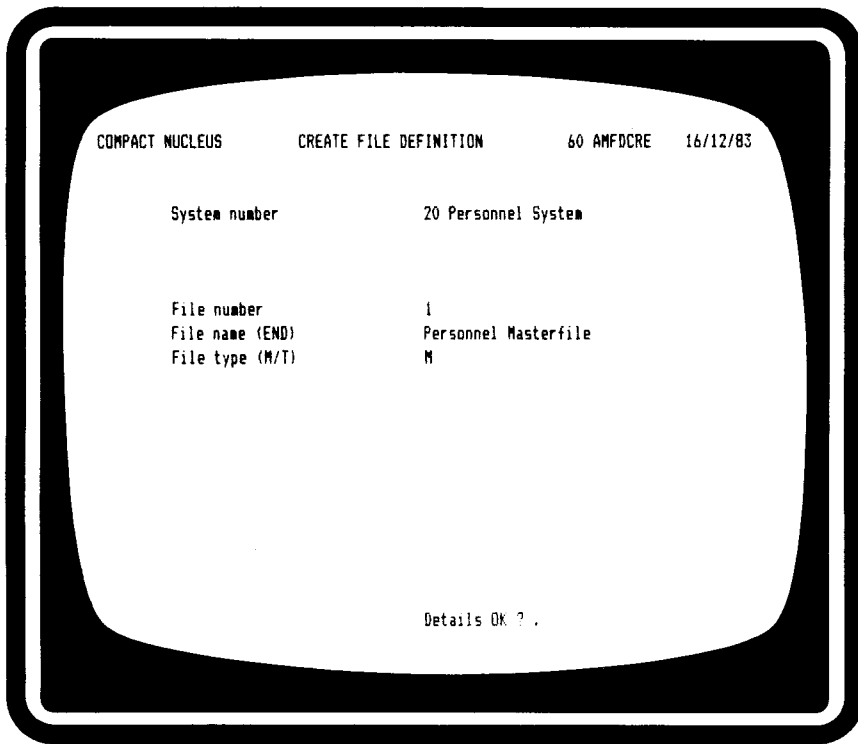 COMPACT NUCLEUS CREATE FILE DEFINITION 60 AMFDCRE 16/12/83
System number 20 Personnel System
File number 1
File name (END) Personnel Masterfile
File type (M/T) M
Details OK ? .